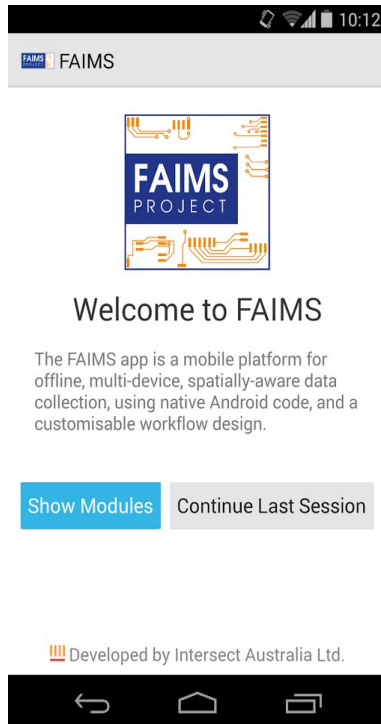 10:12
FAIMS PROJECT FAIMS
FAIMS
PROJECT
Welcome to FAIMS
The FAIMS app is a mobile platform for
offline, multi-device, spatially-aware data
collection, using native Android code, and a
customisable workflow design.
Show Modules Continue Last Session
Developed by Intersect Australia Ltd.